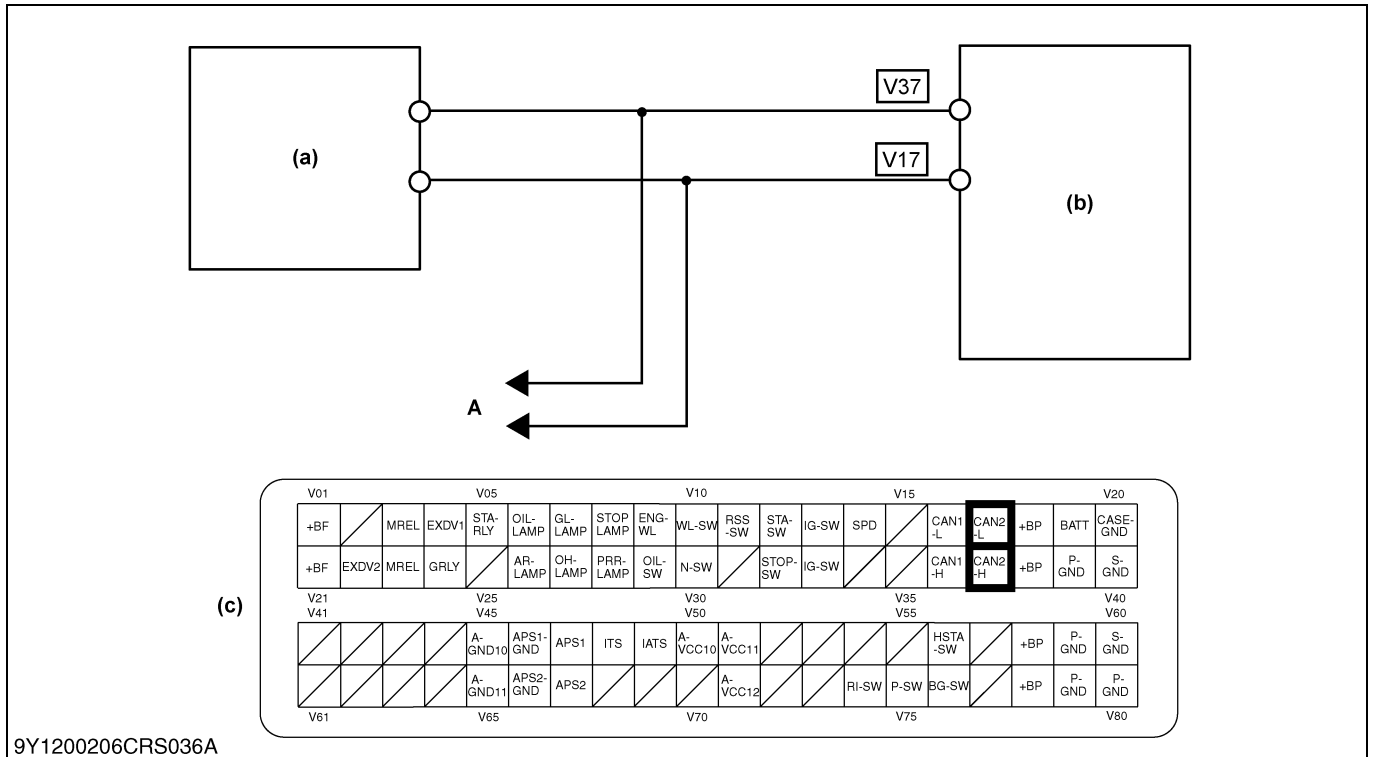 V37
(a)
V17
(b)
A
V01 V05 V10 V15 V20
+BF MREL EXDV1 STA-RLY OIL-LAMP GL-LAMP STOP LAMP ENG-WL WL-SW RSS-SW STA-SW IG-SW SPD CAN1-L CAN2-L +BP BATT CASE-GND
+BF EXDV2 MREL GRLY AR-LAMP OH-LAMP PRR-LAMP OIL-SW N-SW STOP-SW IG-SW CAN1-H CAN2-H +BP P-GND S-GND
V21 V25 V30 V35 V40
(c)
V41 V45 V50 V55 V60
A-GND10 APS1-GND APS1 ITS IATS A-VCC10 A-VCC11 HSTA-SW +BP P-GND S-GND
A-GND11 APS2-GND APS2 A-VCC12 RI-SW P-SW BG-SW +BP P-GND P-GND
V61 V65 V70 V75 V80
9Y1200206CRS036A